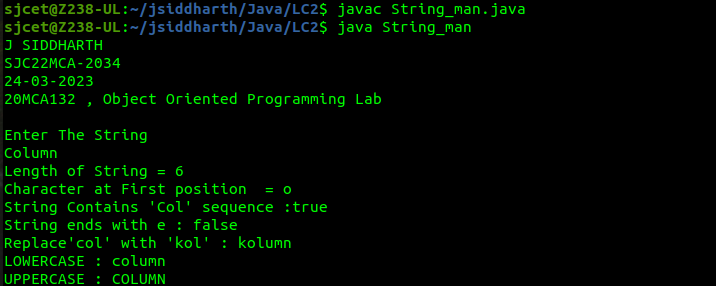 sjcet@Z238-UL:~/jsiddharth/Java/LC2$ javac String_man.java
sjcet@Z238-UL:~/jsiddharth/Java/LC2$ java String_man
J SIDDHARTH
SJC22MCA-2034
24-03-2023
20MCA132 , Object Oriented Programming Lab

Enter The String
Column
Length of String = 6
Character at First position  = o
String Contains 'Col' sequence :true
String ends with e : false
Replace'col' with 'kol' : kolumn
LOWERCASE : column
UPPERCASE : COLUMN